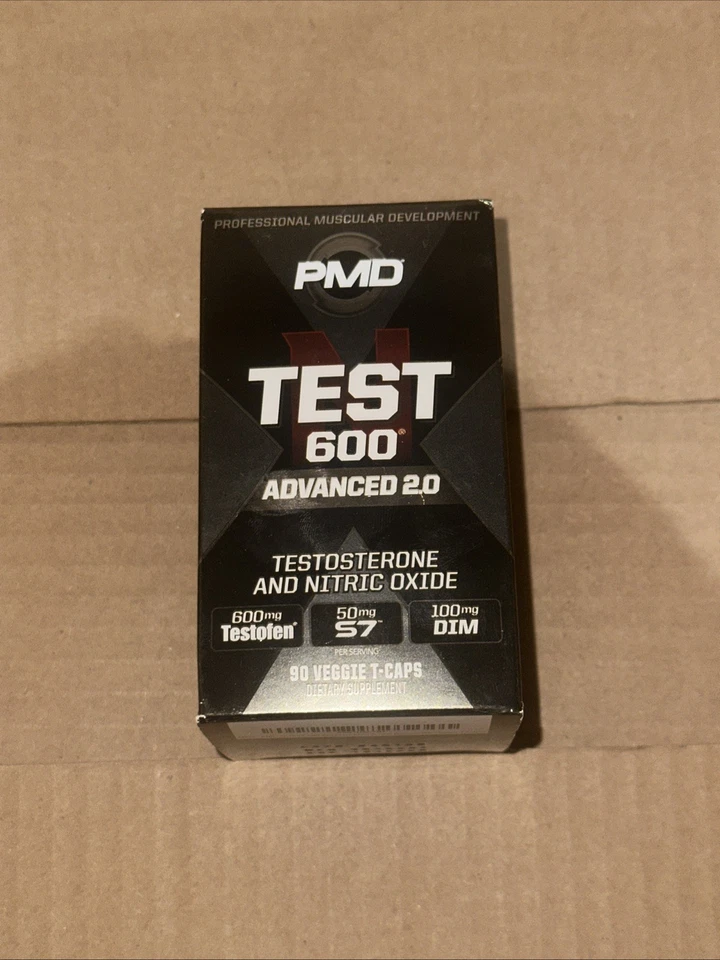 PROFESSIONAL MUSCULAR DEVELOPMENT
PMD
N
TEST
600®
ADVANCED 2.0
TESTOSTERONE
AND NITRIC OXIDE
600mg
Testofen®
50mg
S7™
100mg
DIM
PER SERVING
90 VEGGIE T-CAPS
DIETARY SUPPLEMENT